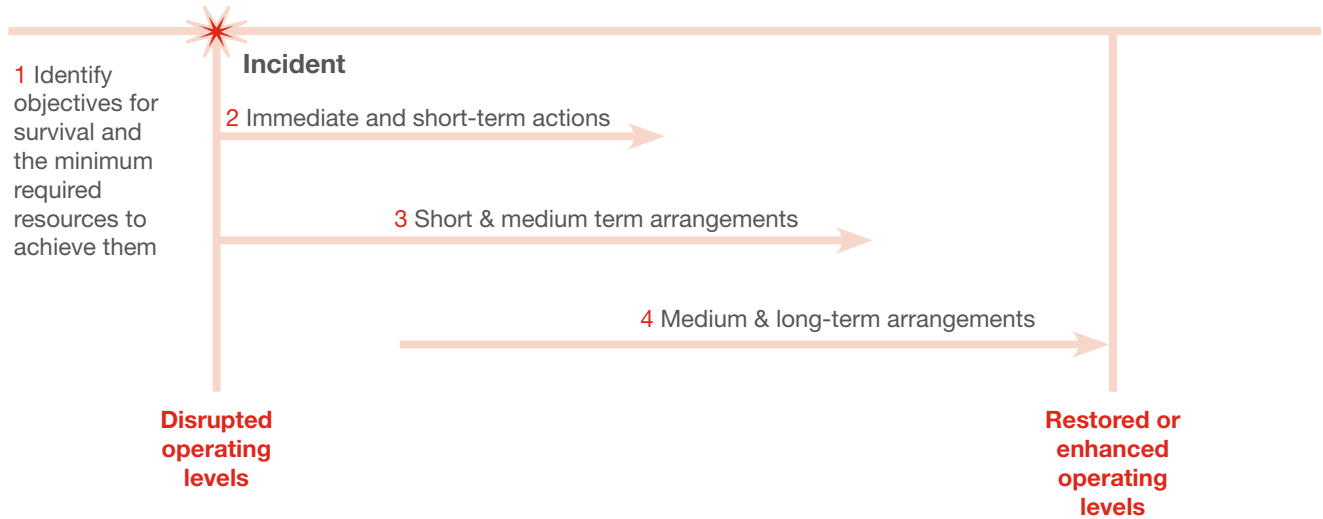 Incident
1 Identify
objectives for
survival and
the minimum
required
resources to
achieve them
2 Immediate and short-term actions
3 Short & medium term arrangements
4 Medium & long-term arrangements
Disrupted
operating
levels
Restored or
enhanced
operating
levels